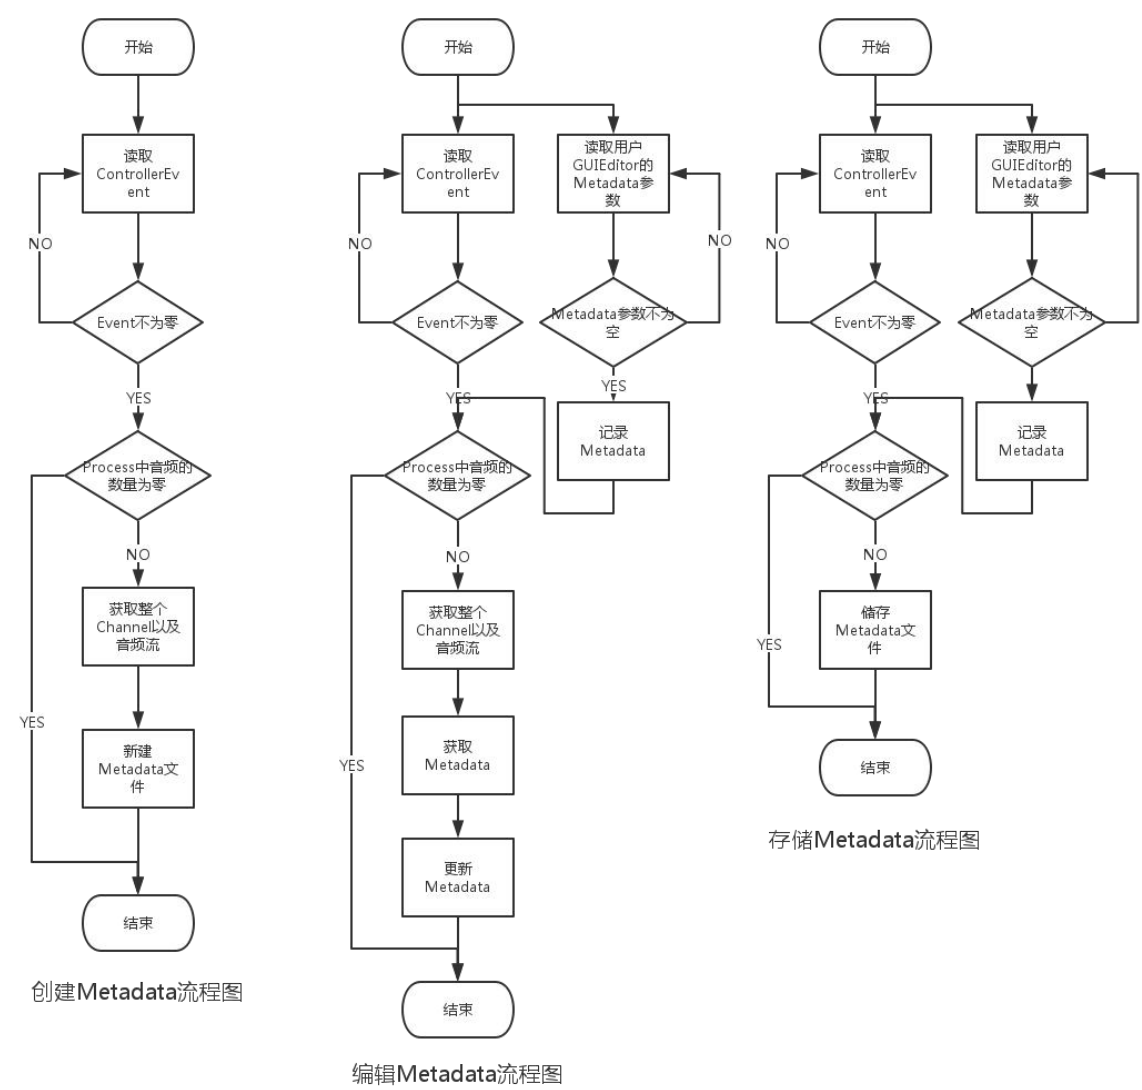 开始
读取
ControllerEv
ent
NO
Event不为零
YES
Process中音频的
数量为零
NO
获取整个
Channel以及
音频流
YES
新建
Metadata文
件
结束
创建Metadata流程图
开始
读取
ControllerEv
ent
读取用户
GUIEditor的
Metadata参
数
NO
NO
Event不为零
Metadata参数不为
空
YES
YES
记录
Metadata
Process中音频的
数量为零
NO
获取整个
Channel以及
音频流
获取
Metadata
YES
更新
Metadata
结束
编辑Metadata流程图
开始
读取
ControllerEv
ent
读取用户
GUIEditor的
Metadata参
数
NO
Event不为零
Metadata参数不为
空
YES
记录
Metadata
Process中音频的
数量为零
NO
储存
Metadata文
件
YES
结束
存储Metadata流程图